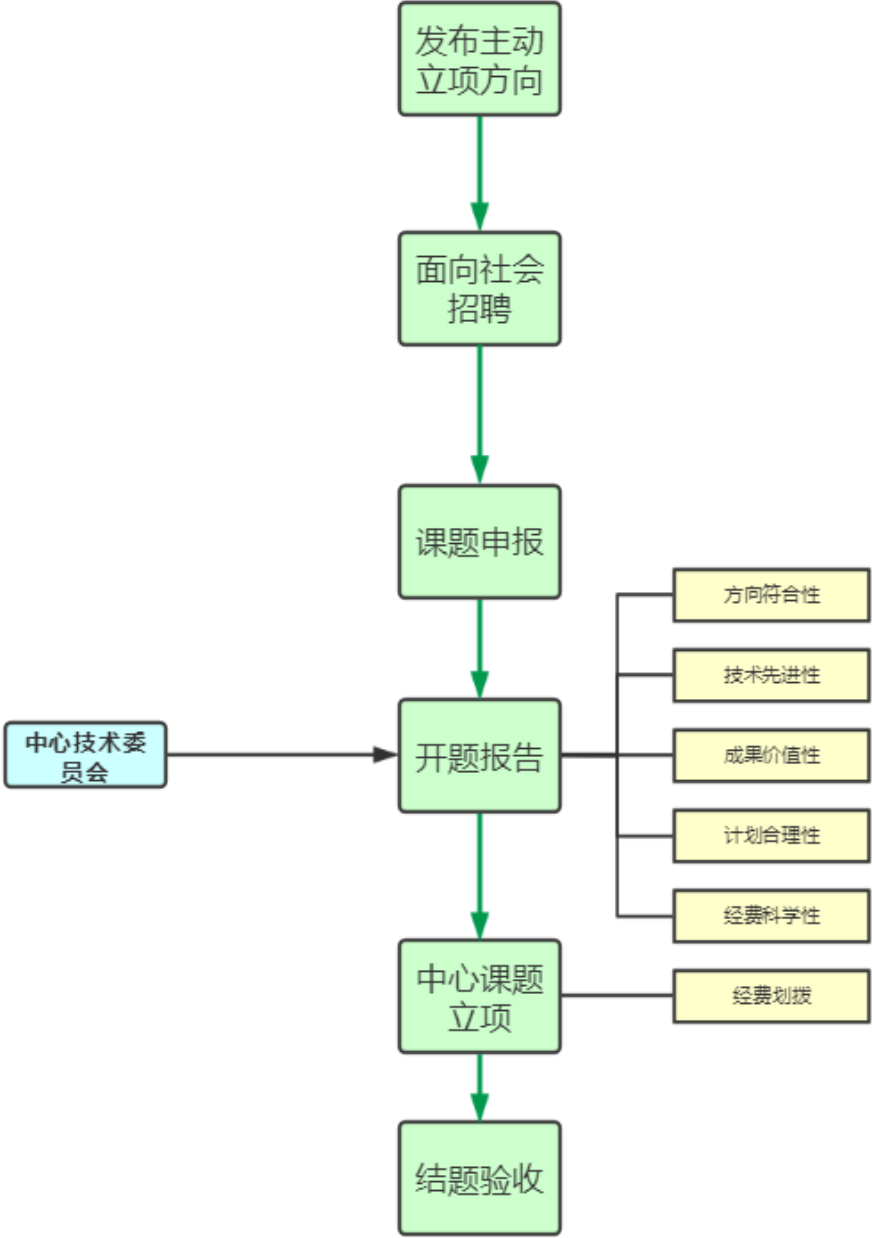 发布主动
立项方向
面向社会
招聘
课题申报
方向符合性
技术先进性
中心技术委
员会
开题报告
成果价值性
计划合理性
经费科学性
中心课题
立项
经费划拨
结题验收